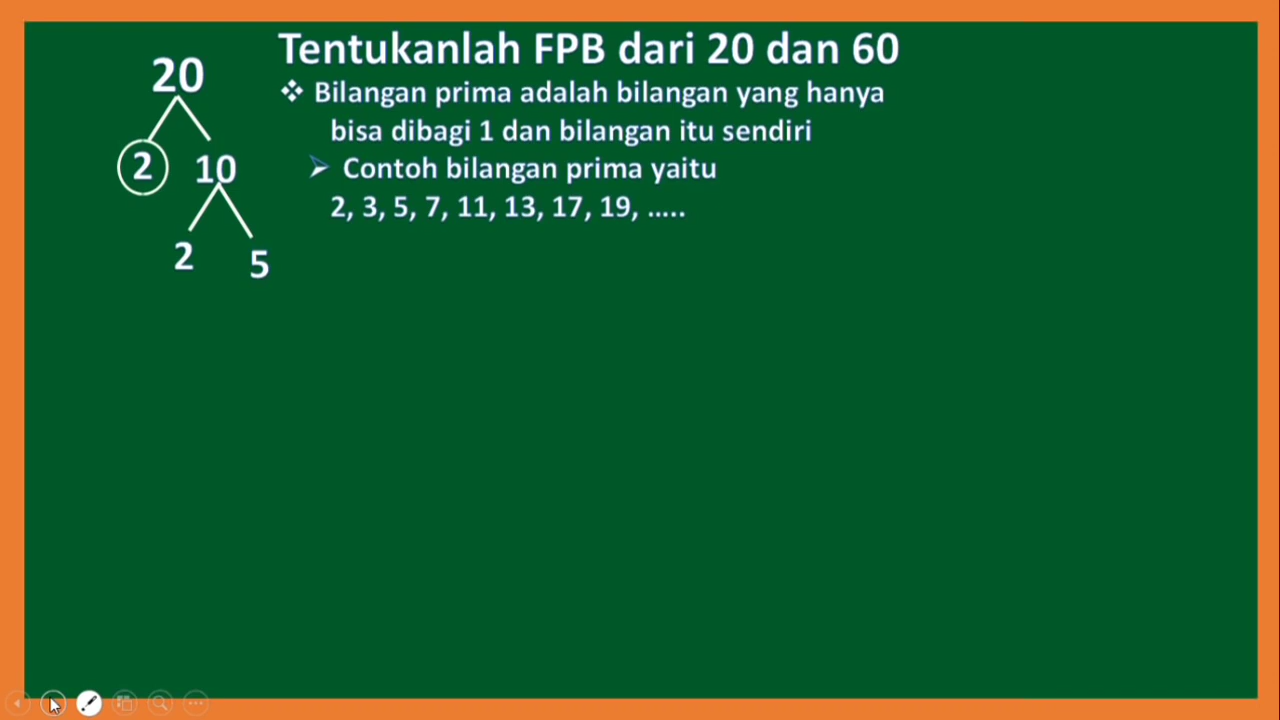 Tentukanlah FPB dari 20 dan 60
❖ Bilangan prima adalah bilangan yang hanya
bisa dibagi 1 dan bilangan itu sendiri
➢ Contoh bilangan prima yaitu
2, 3, 5, 7, 11, 13, 17, 19, .....
20
2 10
2 5